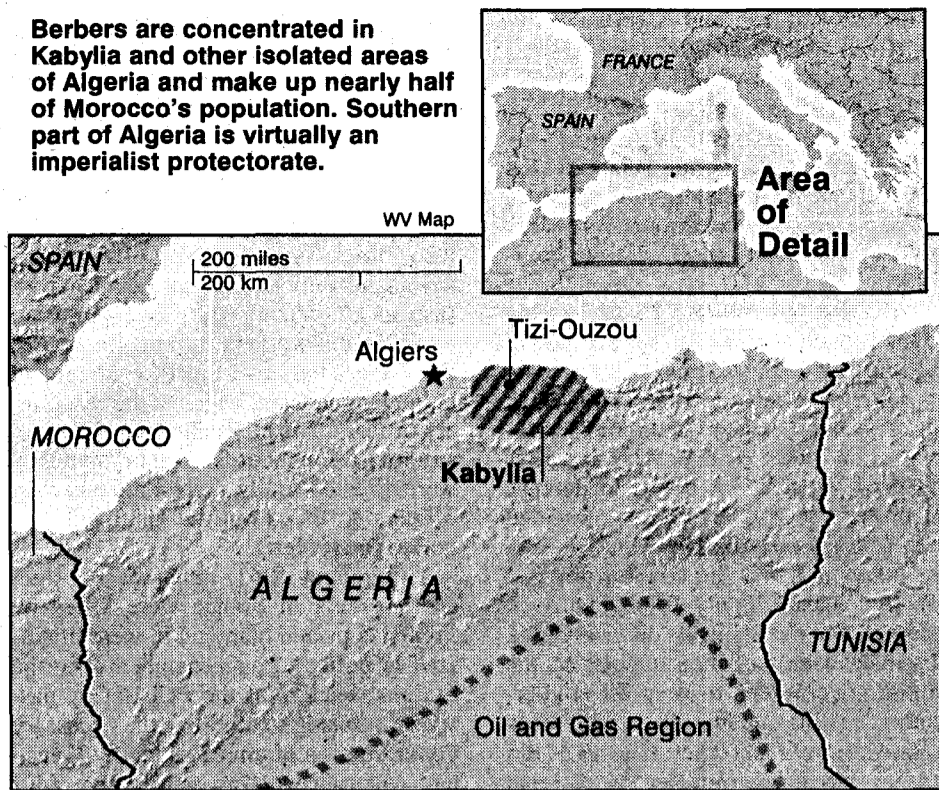 Berbers are concentrated in
Kabylia and other isolated areas
of Algeria and make up nearly half
of Morocco's population. Southern
part of Algeria is virtually an
imperialist protectorate.
WV Map
FRANCE
SPAIN
Area
of
Detail
SPAIN
200 miles
200 km
Algiers
Tizi-Ouzou
MOROCCO
Kabylia
ALGERIA
TUNISIA
Oil and Gas Region